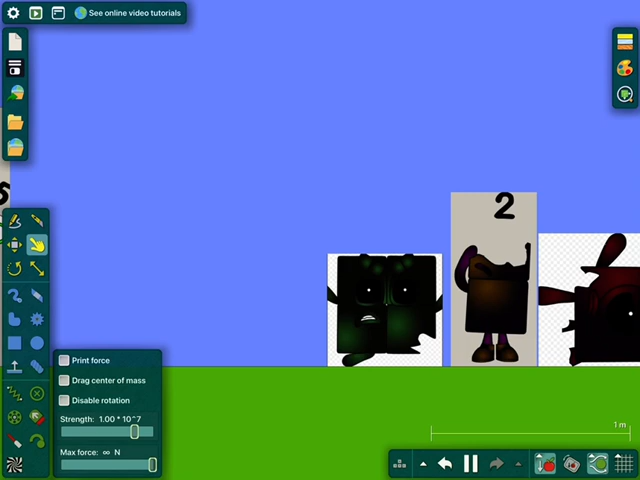 See online video tutorials
2
Print force
Drag center of mass
Disable rotation
Strength: 1.00 * 10^7
Max force: ∞ N
1 m